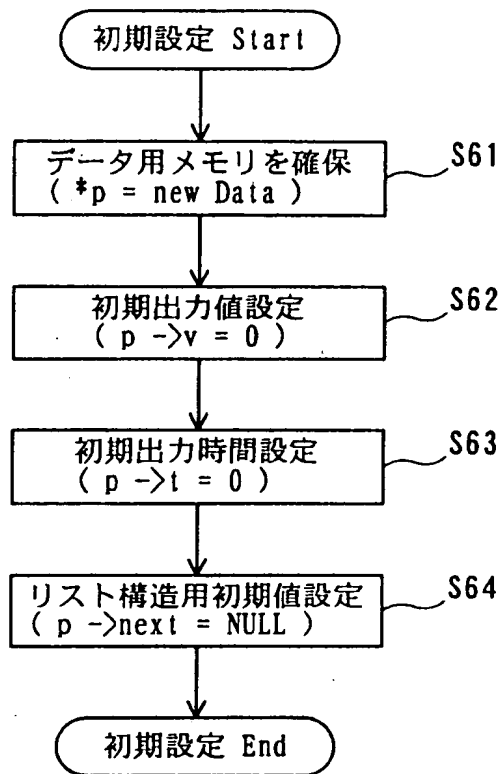 初期設定 Start
データ用メモリを確保
( *p = new Data )
S61
初期出力値設定
( p ->v = 0 )
S62
初期出力時間設定
( p ->t = 0 )
S63
リスト構造用初期値設定
( p ->next = NULL )
S64
初期設定 End